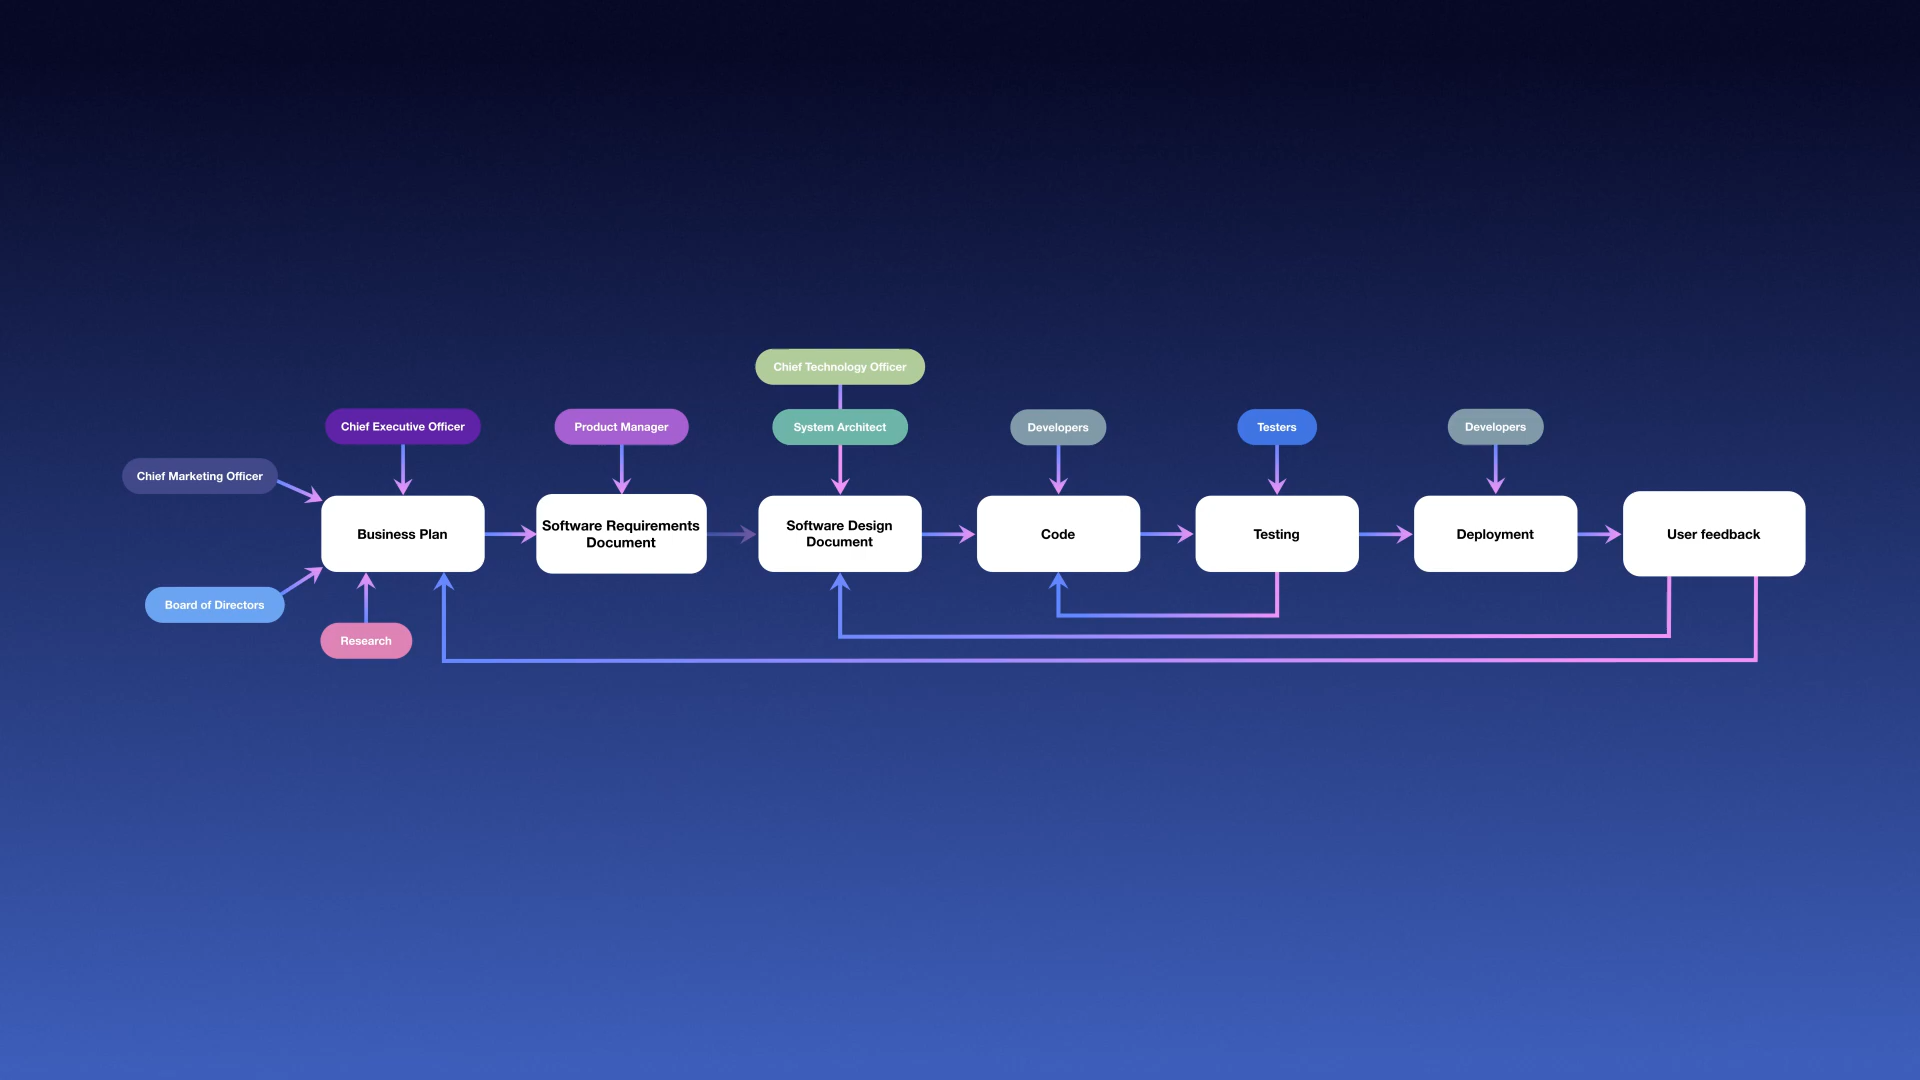 Chief Technology Officer
Chief Executive Officer
Product Manager
System Architect
Developers
Testers
Developers
Chief Marketing Officer
Business Plan
Software Requirements
Document
Software Design
Document
Code
Testing
Deployment
User feedback
Board of Directors
Research